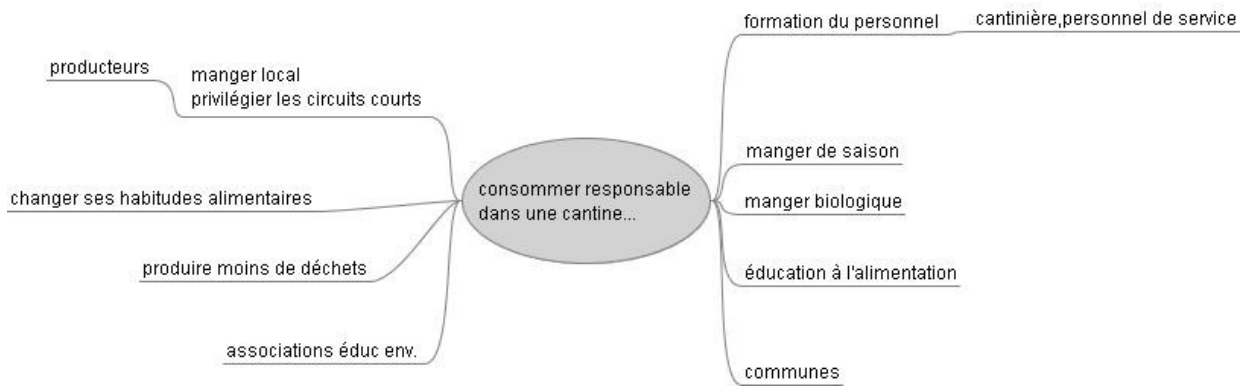 formation du personnel
cantinière,personnel de service
producteurs
manger local
privilégier les circuits courts
manger de saison
consommer responsable
dans une cantine...
changer ses habitudes alimentaires
manger biologique
produire moins de déchets
éducation à l'alimentation
associations éduc env.
communes